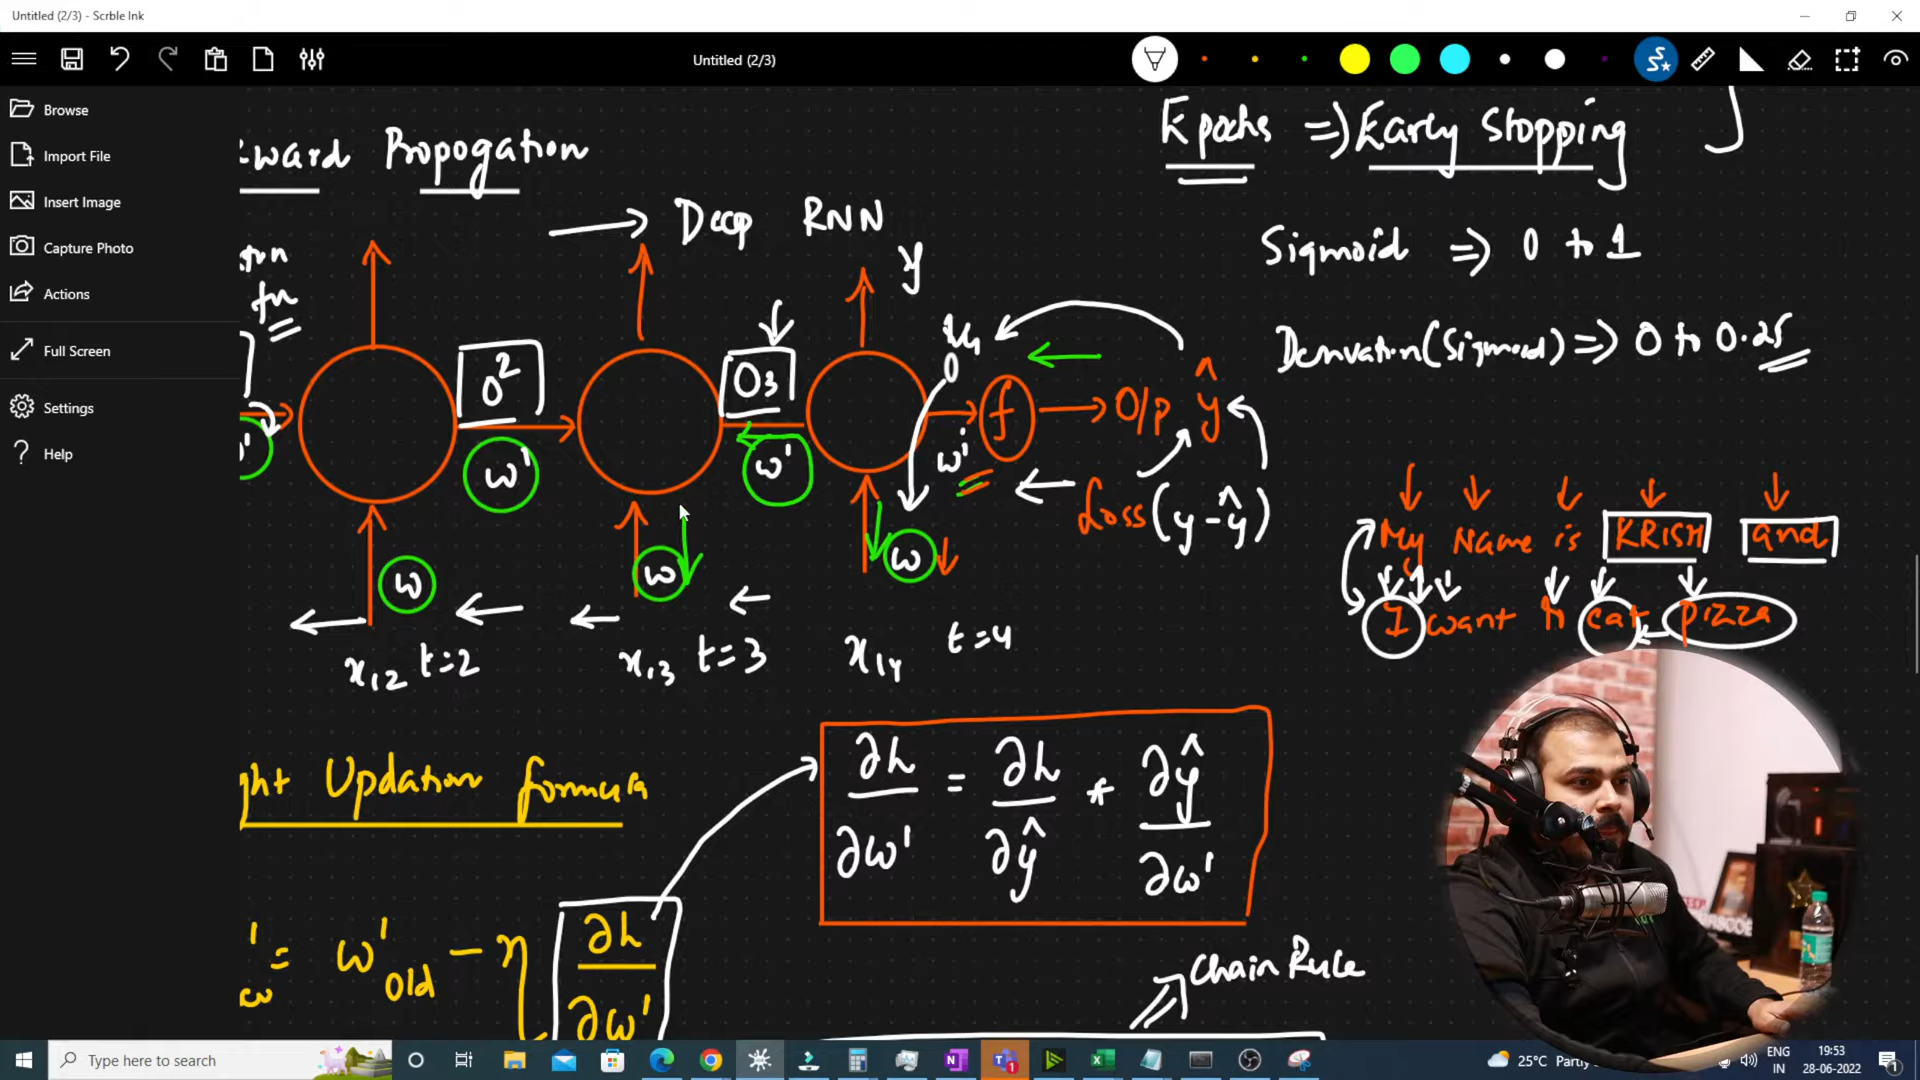 Untitled (2/3) - Scrble Ink
Untitled (2/3)
Browse
Import File
Insert Image
Capture Photo
Actions
Full Screen
Settings
Help
ward Propogation
Epochs => Early Stopping
→ Deep RNN
Sigmoid => 0 to 1
Derivation(Sigmoid) => 0 to 0.25
fn
y
O² O3 f → O/p ŷ
w' w' w'
Loss (y-ŷ)
w w w
x12 t=2 x13 t=3 x14 t=4
My Name is KRISH and
I want to eat pizza
ght Updation formula
∂L/∂w' = ∂L/∂ŷ * ∂ŷ/∂w'
= w'old - η ∂L/∂w'
Chain Rule
Type here to search
25°C Partly
ENG
IN
19:53
28-06-2022